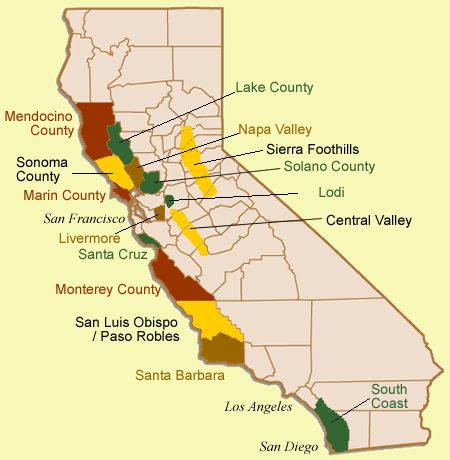 Lake County
Mendocino
County
Napa Valley
Sierra Foothills
Sonoma
County
Solano County
Marin County
Lodi
San Francisco
Central Valley
Livermore
Santa Cruz
Monterey County
San Luis Obispo
/ Paso Robles
Santa Barbara
South
Coast
Los Angeles
San Diego